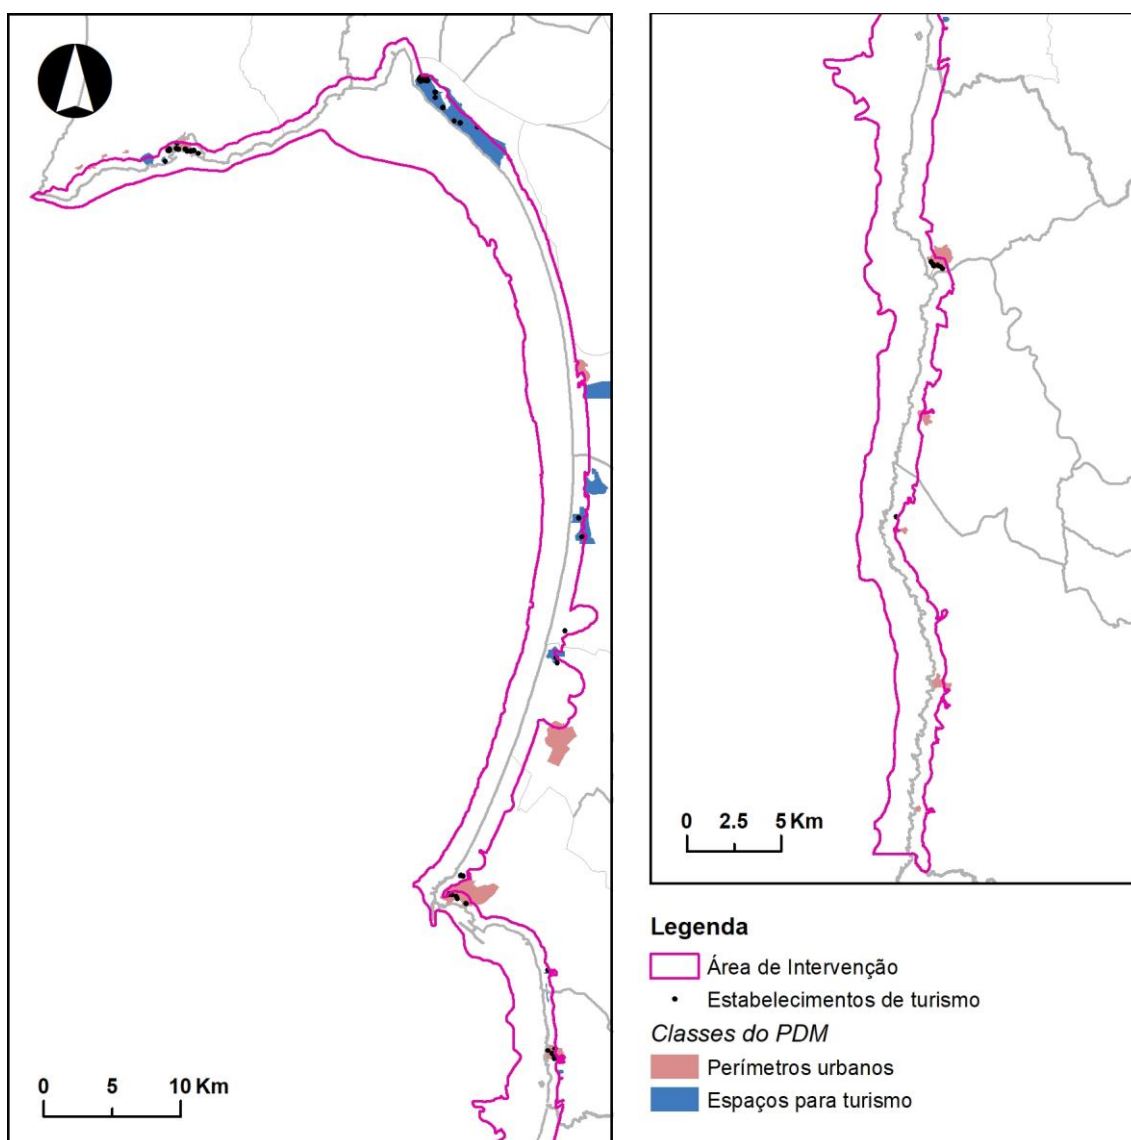 0 2.5 5 Km
Legenda
Área de Intervenção
Estabelecimentos de turismo
Classes do PDM
Perímetros urbanos
Espaços para turismo
0 5 10 Km